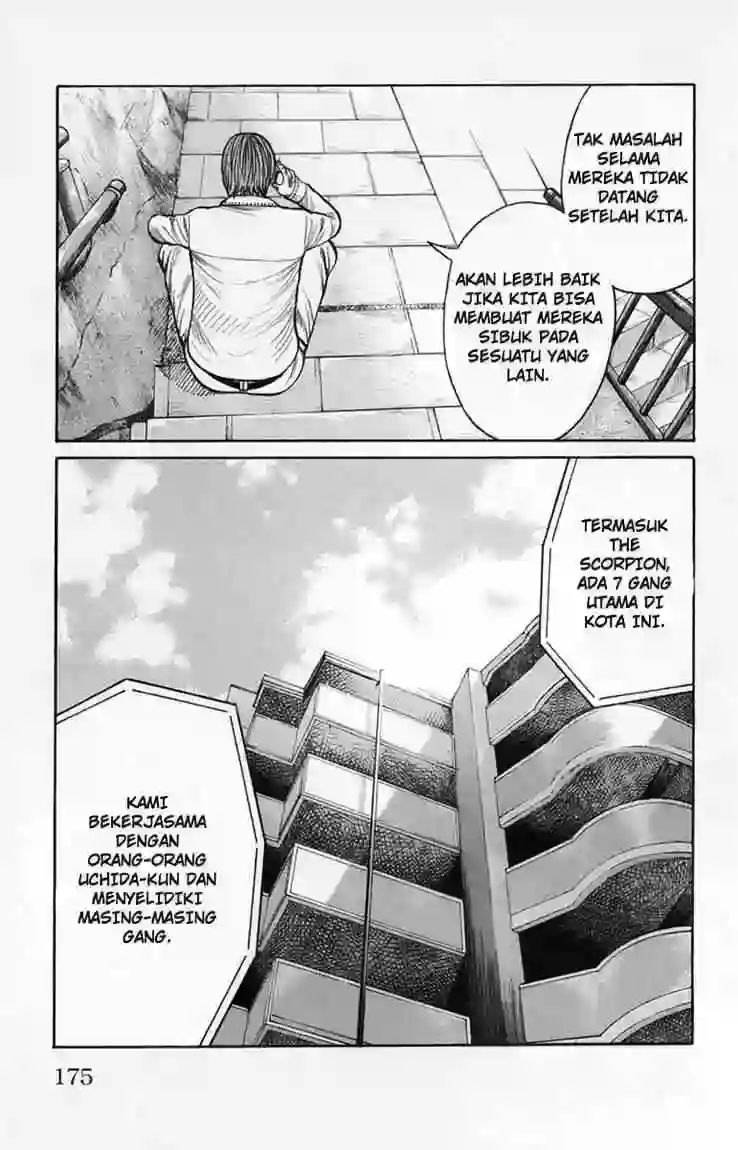 TAK MASALAH
SELAMA
MEREKA TIDAK
DATANG
SETELAH KITA.
AKAN LEBIH BAIK
JIKA KITA BISA
MEMBUAT MEREKA
SIBUK PADA
SESUATU YANG
LAIN.
TERMASUK
THE
SCORPION,
ADA 7 GANG
UTAMA DI
KOTA INI.
KAMI
BEKERJASAMA
DENGAN
ORANG-ORANG
UCHIDA-KUN DAN
MENYELIDIKI
MASING-MASING
GANG.
175